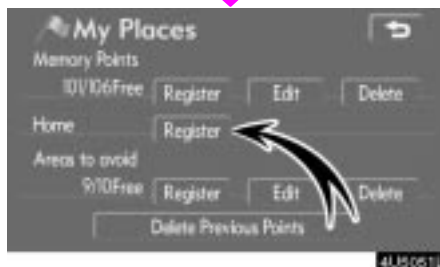 My Places
Memory Points
101/106Free Register Edit Delete
Home Register
Areas to avoid
9/10Free Register Edit Delete
Delete Previous Points
4U5051G